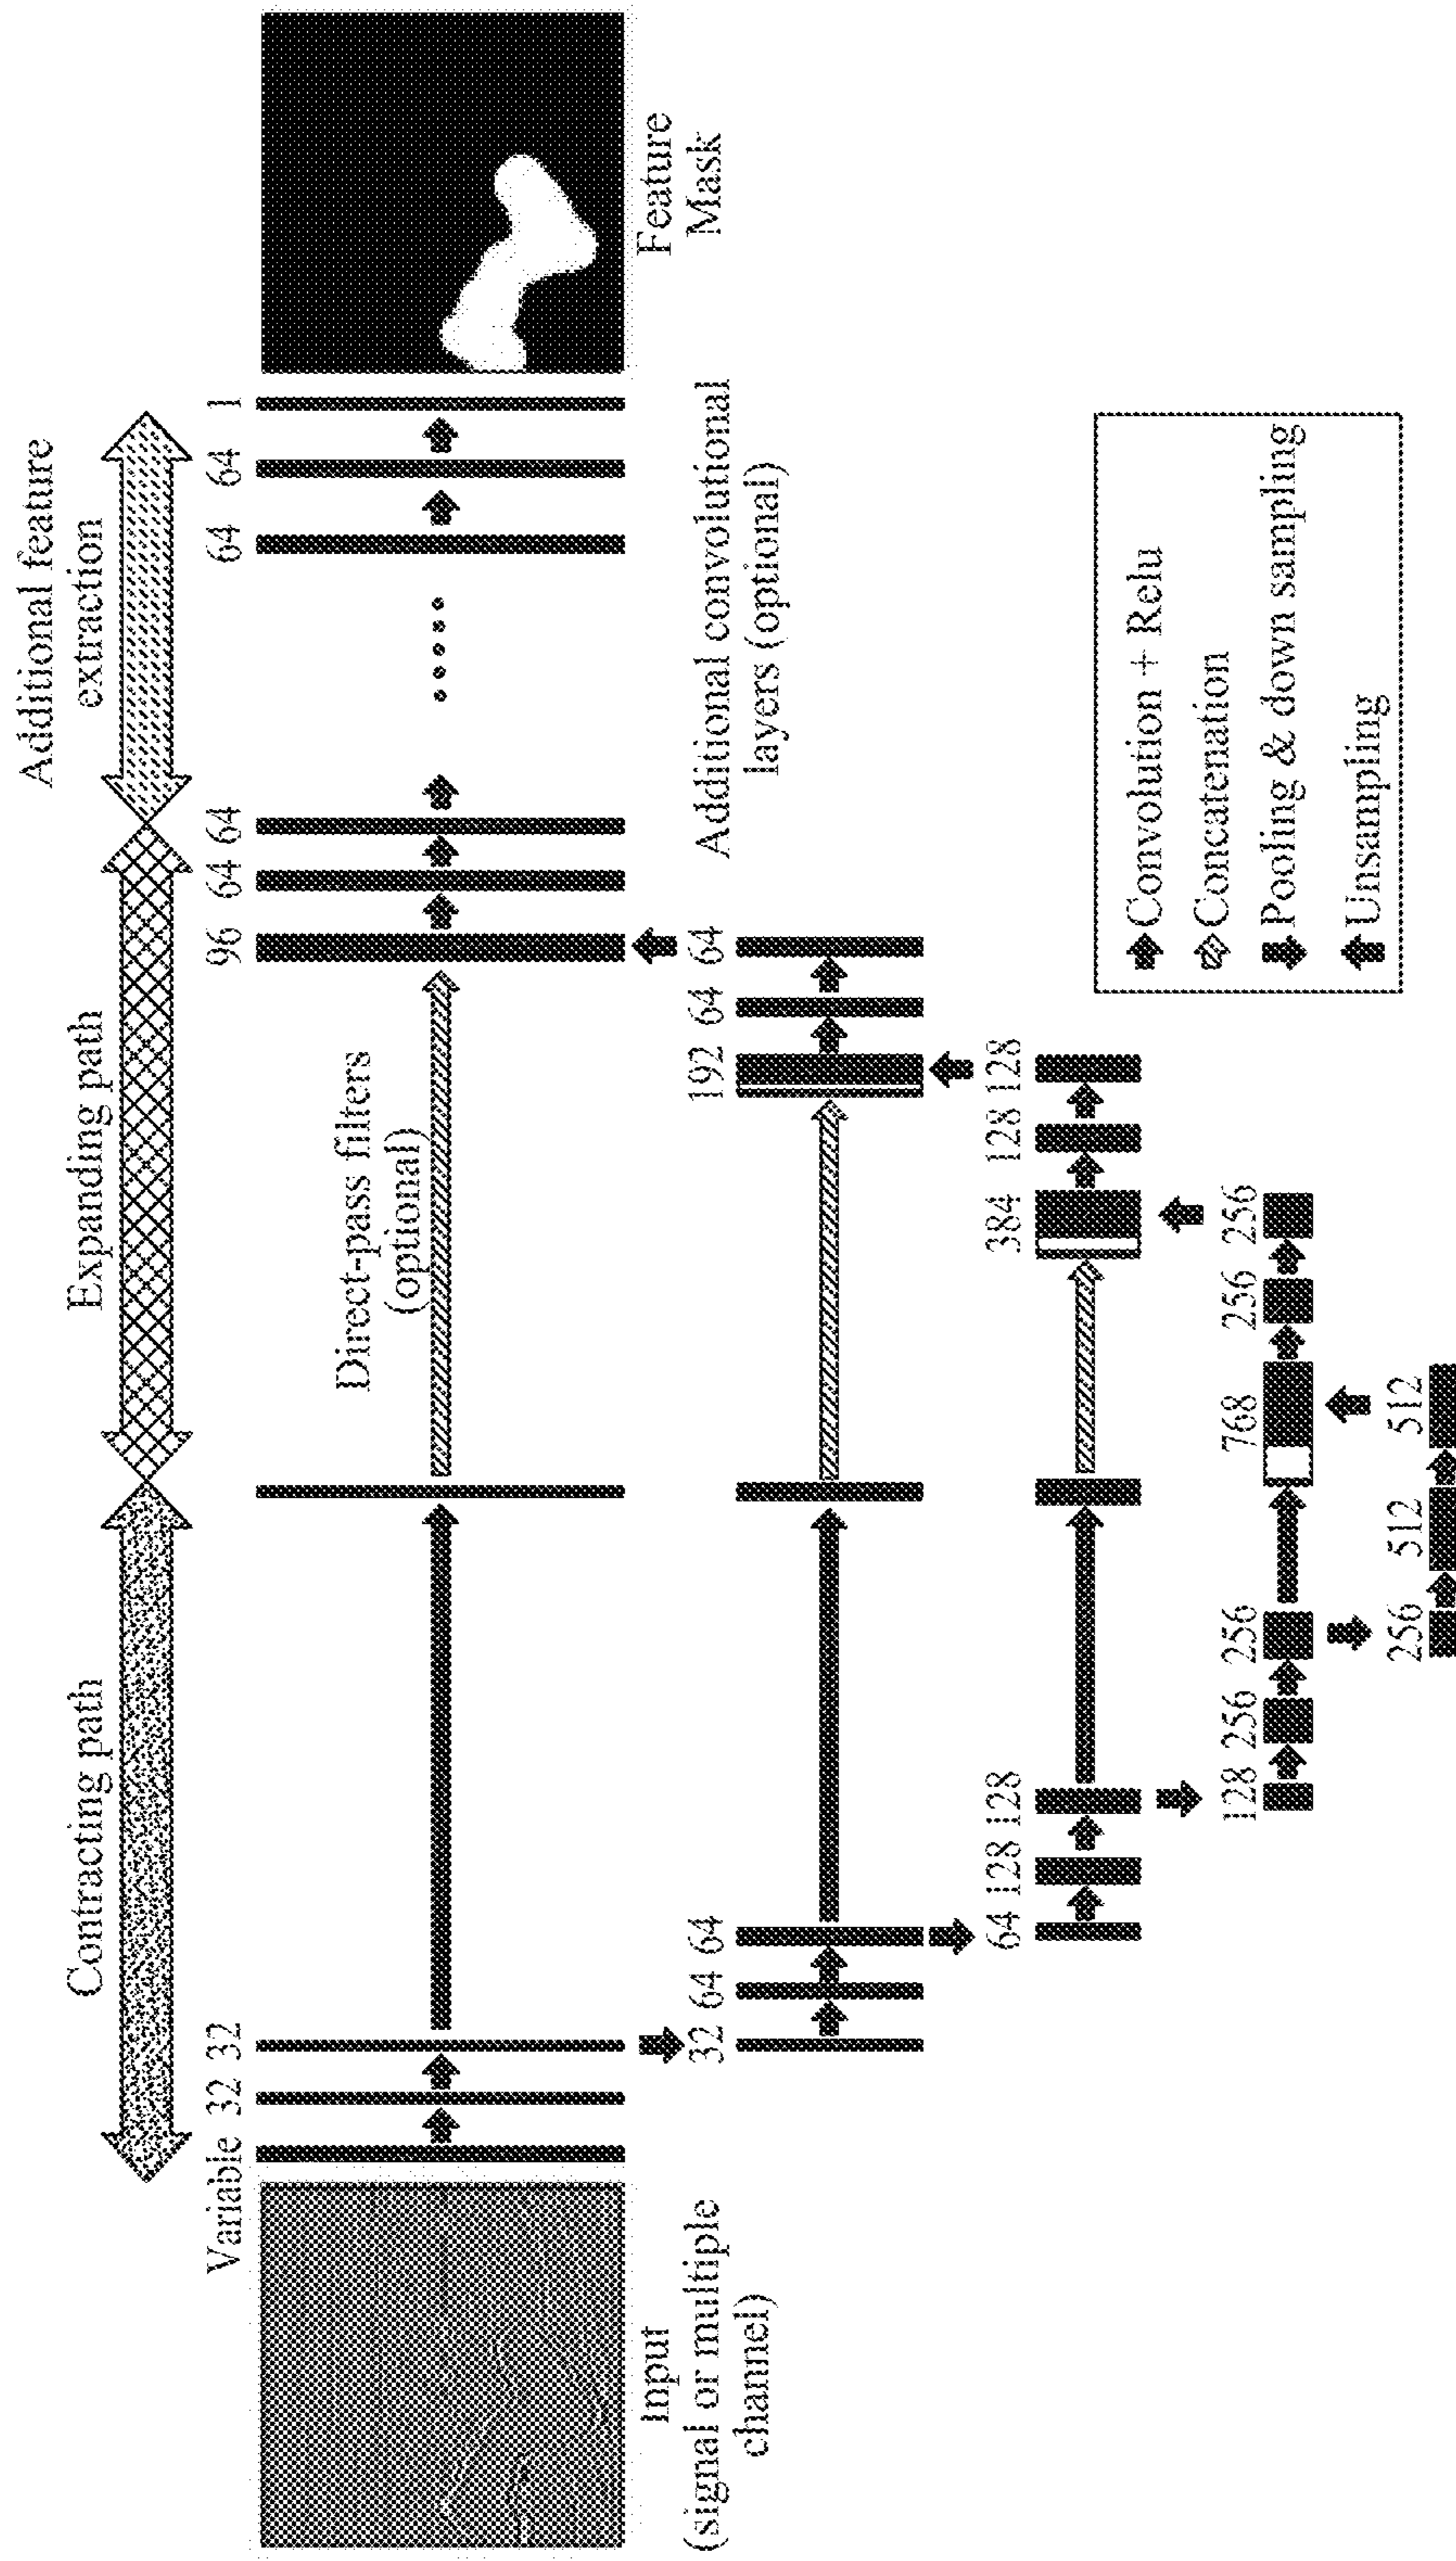 Contracting path
Expanding path
Additional feature
extraction
Variable 32 32
96 64 64
64 64 1
Direct-pass filters
(optional)
Input
(signal or multiple
channel)
Feature
Mask
32 64 64
192 64 64
Additional convolutional
layers (optional)
64 128 128
384 128 128
128 256 256
768 256 256
256 512 512
Convolution + Relu
Concatenation
Pooling & down sampling
Unsampling